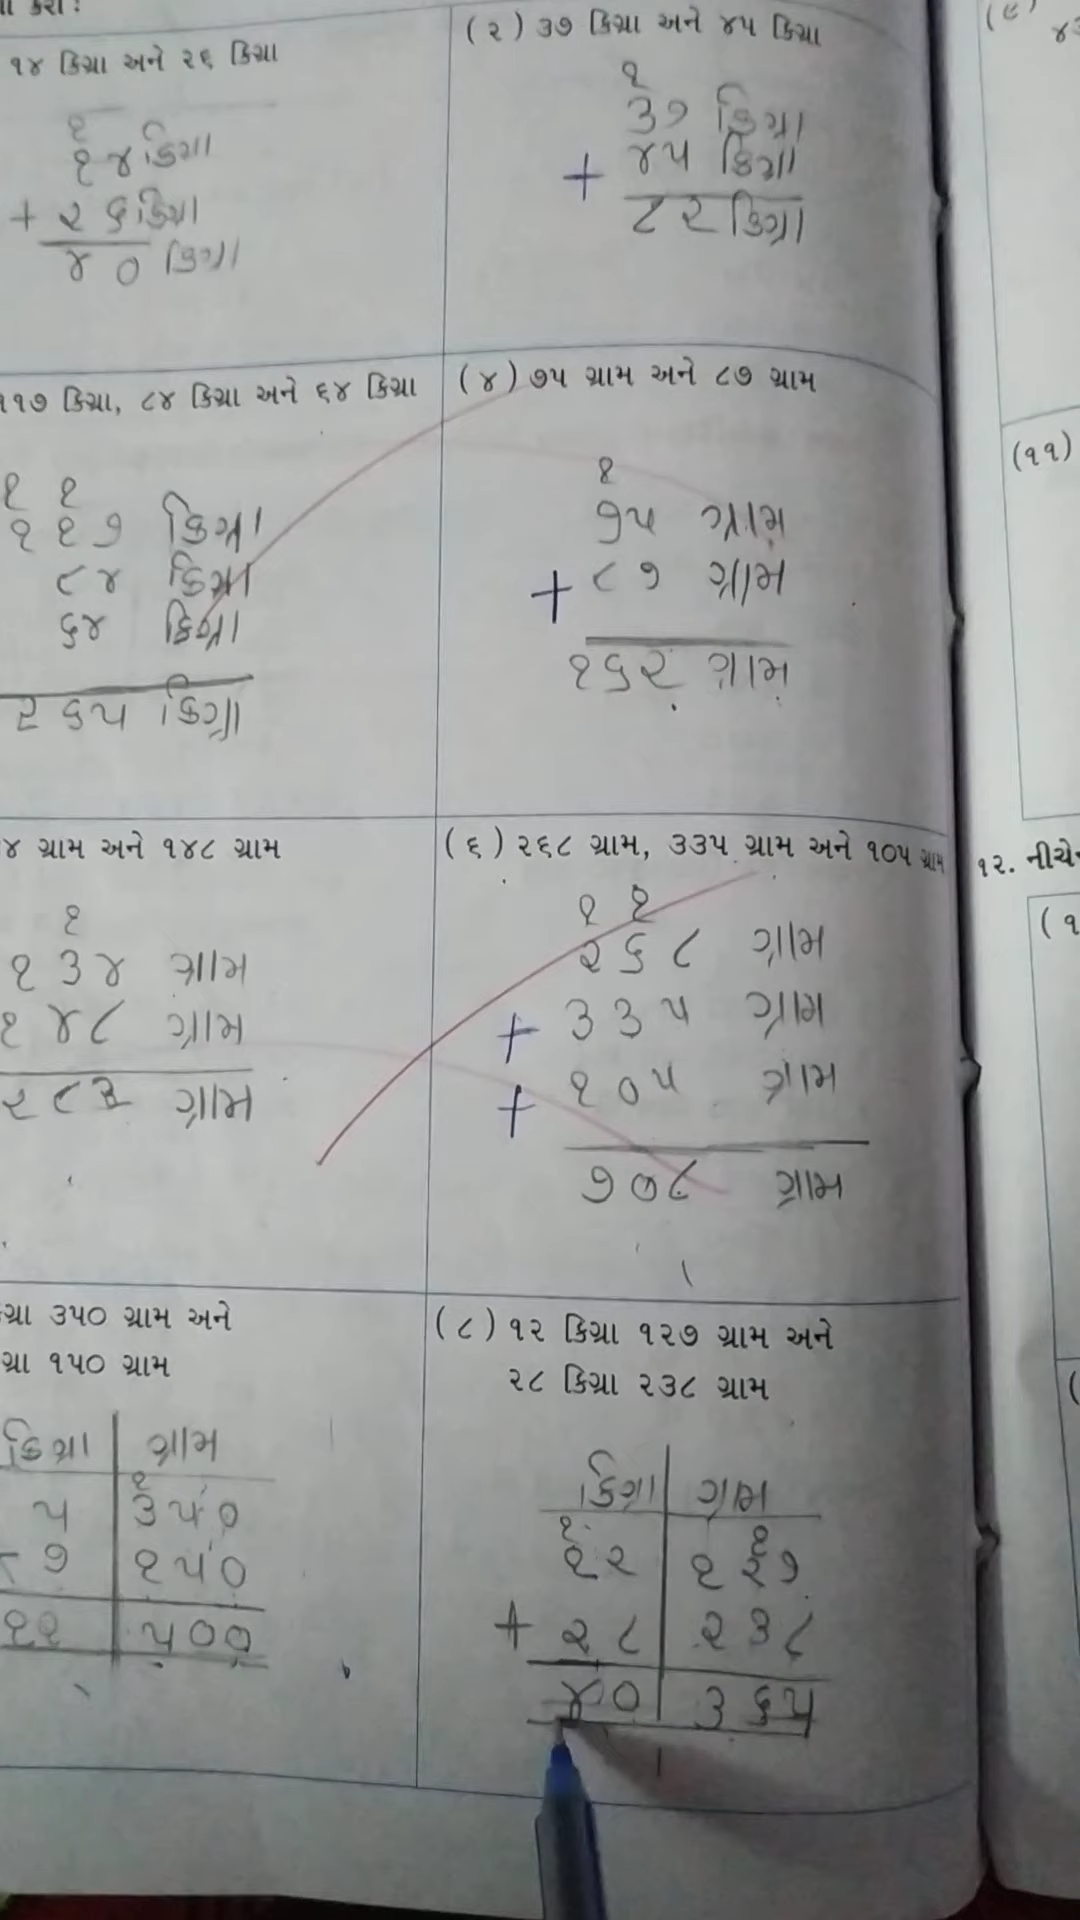 કરો :
૧૪ કિગ્રા અને ૨૬ કિગ્રા
૧
૧૪ કિગ્રા
+ ૨૬ કિગ્રા
૪૦ કિગ્રા
(૨) ૩૭ કિગ્રા અને ૪૫ કિગ્રા
૧
૩૭ કિગ્રા
+ ૪૫ કિગ્રા
૮૨ કિગ્રા
૧૧૭ કિગ્રા, ૮૪ કિગ્રા અને ૬૪ કિગ્રા
૧ ૧
૧૧૭ કિગ્રા
૮૪ કિગ્રા
૬૪ કિગ્રા
૨૬૫ કિગ્રા
(૪) ૭૫ ગ્રામ અને ૮૭ ગ્રામ
૧
૭૫ ગ્રામ
+ ૮૭ ગ્રામ
૧૬૨ ગ્રામ
૪ ગ્રામ અને ૧૪૮ ગ્રામ
૧
૧૩૪ ગ્રામ
૧૪૮ ગ્રામ
ગ્રામ
(૬) ૨૬૮ ગ્રામ, ૩૩૫ ગ્રામ અને ૧૦૫ ગ્રામ
૧ ૧
૨૬૮ ગ્રામ
+ ૩૩૫ ગ્રામ
+ ૧૦૫ ગ્રામ
૭૦૮ ગ્રામ
ગ્રા ૩૫૦ ગ્રામ અને
ગ્રા ૧૫૦ ગ્રામ
કિગ્રા ગ્રામ
૧
૫ ૩૫૦
૭ ૧૫૦
૫૦૦
(૮) ૧૨ કિગ્રા ૧૨૭ ગ્રામ અને
૨૮ કિગ્રા ૨૩૮ ગ્રામ
કિગ્રા ગ્રામ
૧ ૧
૧૨ ૧૨૭
+ ૨૮ ૨૩૮
૪૦ ૩૬૫
(૧૧)
૧૨. નીચે
(૧